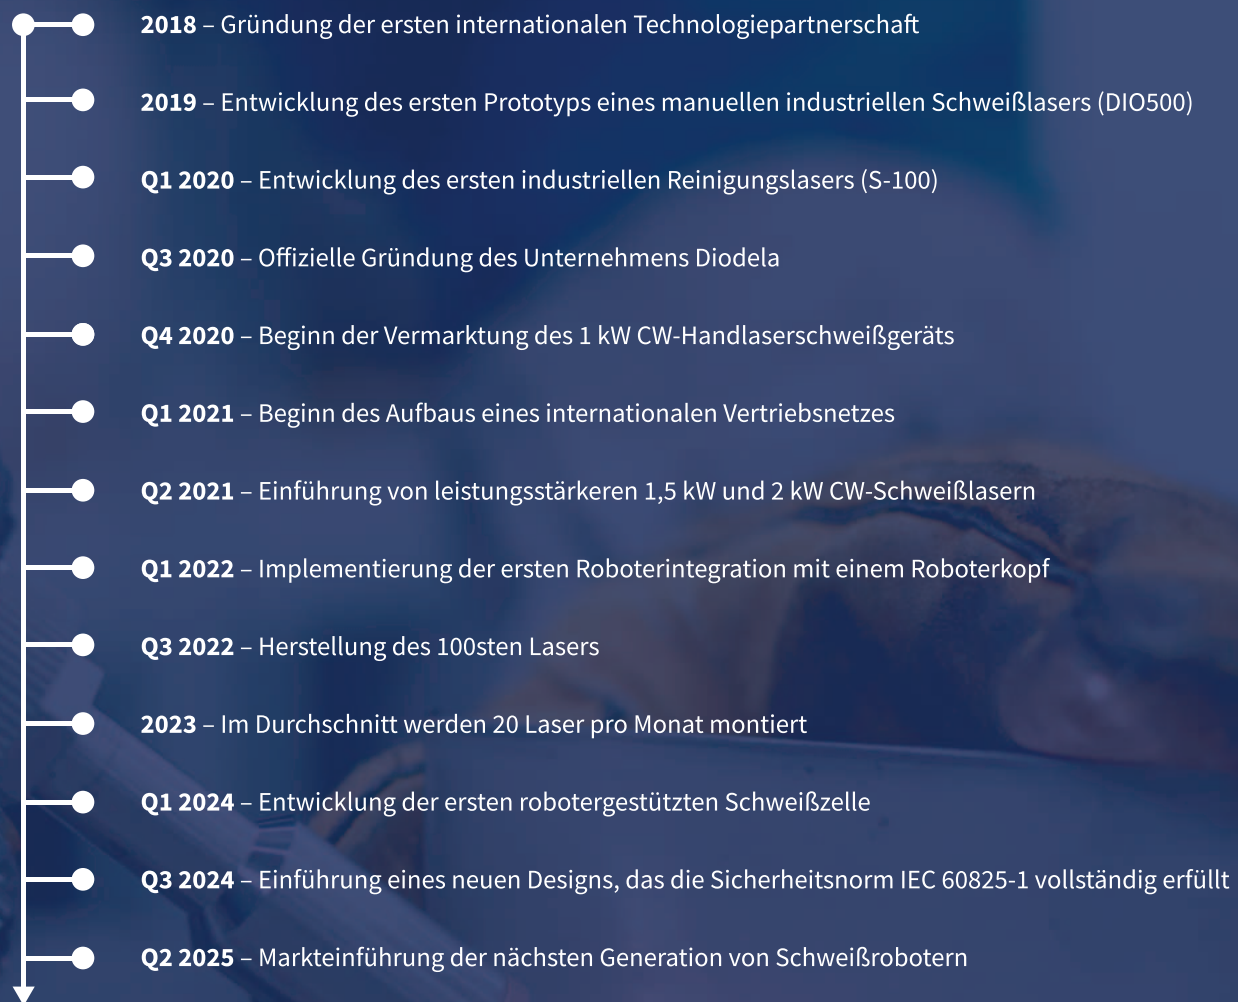 2018 – Gründung der ersten internationalen Technologiepartnerschaft
2019 – Entwicklung des ersten Prototyps eines manuellen industriellen Schweißlasers (DIO500)
Q1 2020 – Entwicklung des ersten industriellen Reinigungslasers (S-100)
Q3 2020 – Offizielle Gründung des Unternehmens Diodela
Q4 2020 – Beginn der Vermarktung des 1 kW CW-Handlaserschweißgeräts
Q1 2021 – Beginn des Aufbaus eines internationalen Vertriebsnetzes
Q2 2021 – Einführung von leistungsstärkeren 1,5 kW und 2 kW CW-Schweißlasern
Q1 2022 – Implementierung der ersten Roboterintegration mit einem Roboterkopf
Q3 2022 – Herstellung des 100sten Lasers
2023 – Im Durchschnitt werden 20 Laser pro Monat montiert
Q1 2024 – Entwicklung der ersten robotergestützten Schweißzelle
Q3 2024 – Einführung eines neuen Designs, das die Sicherheitsnorm IEC 60825-1 vollständig erfüllt
Q2 2025 – Markteinführung der nächsten Generation von Schweißrobotern